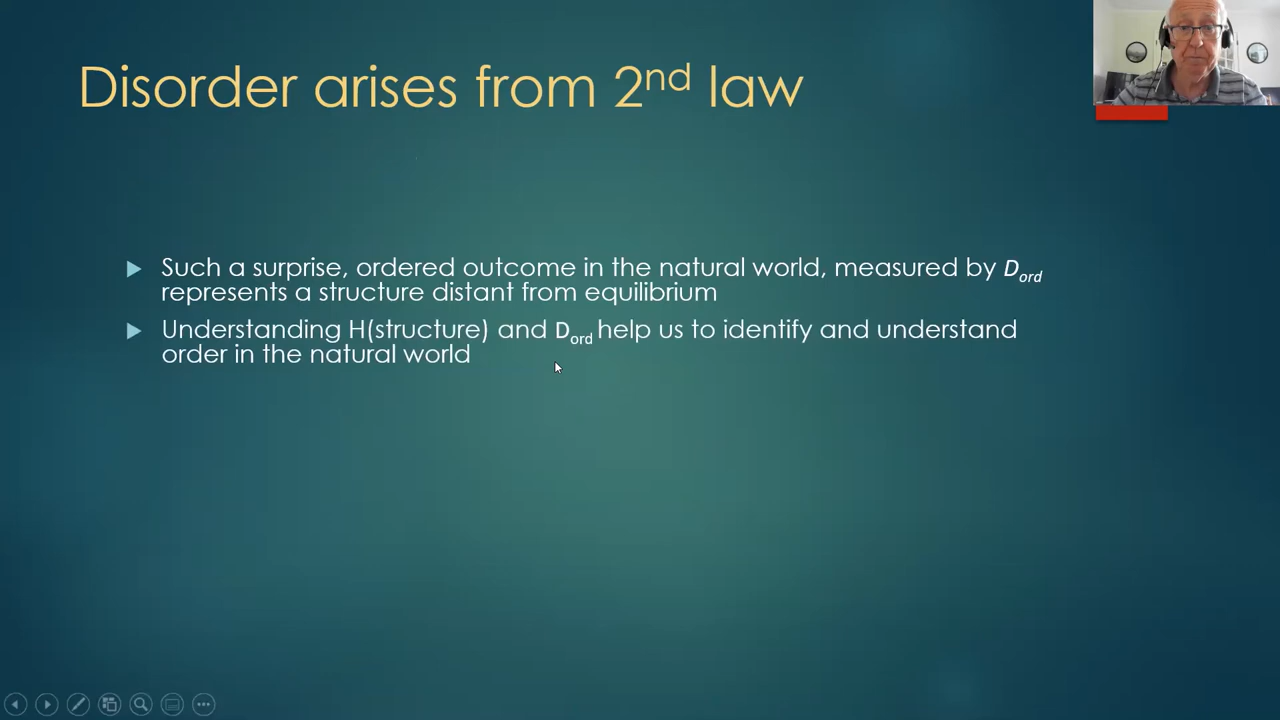 Disorder arises from 2nd law
Such a surprise, ordered outcome in the natural world, measured by Dord
represents a structure distant from equilibrium
Understanding H(structure) and Dord help us to identify and understand
order in the natural world